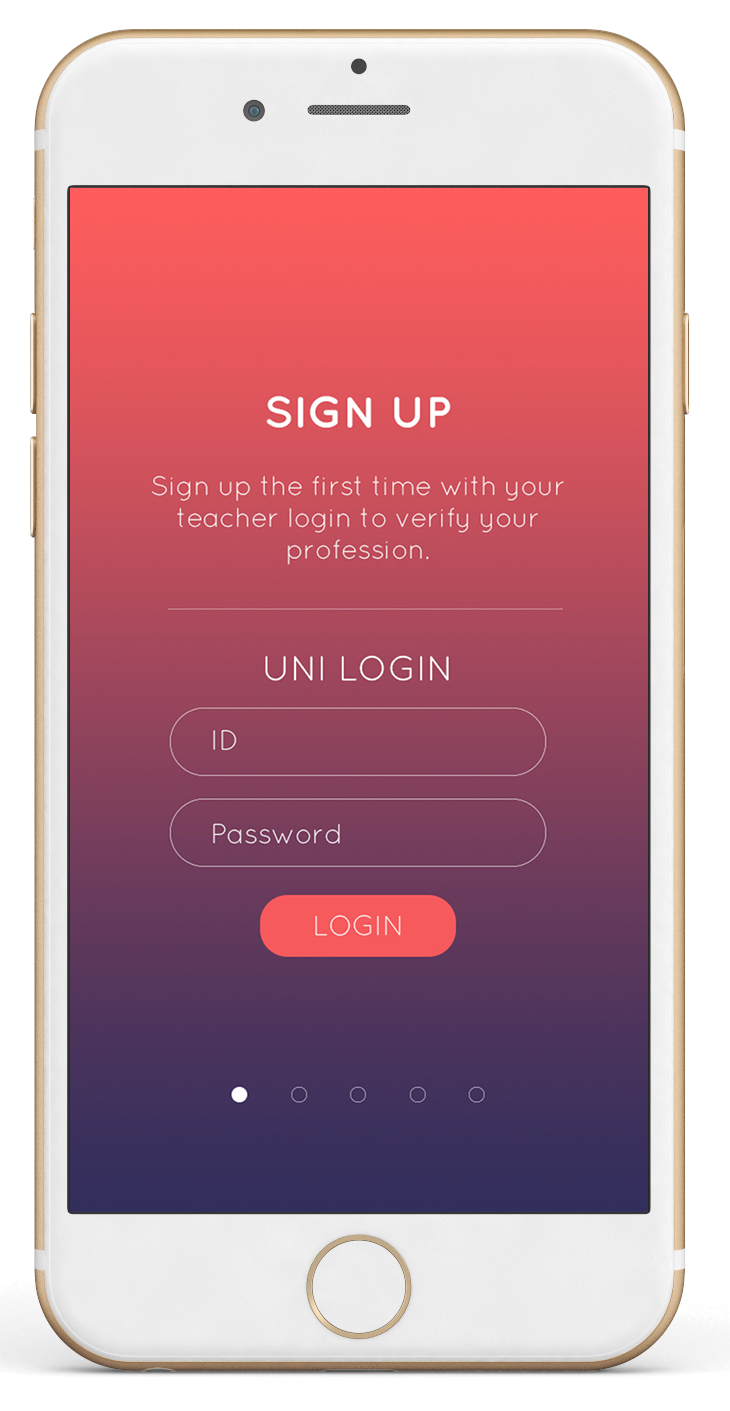 SIGN UP
Sign up the first time with your
teacher login to verify your
profession.
UNI LOGIN
ID
Password
LOGIN